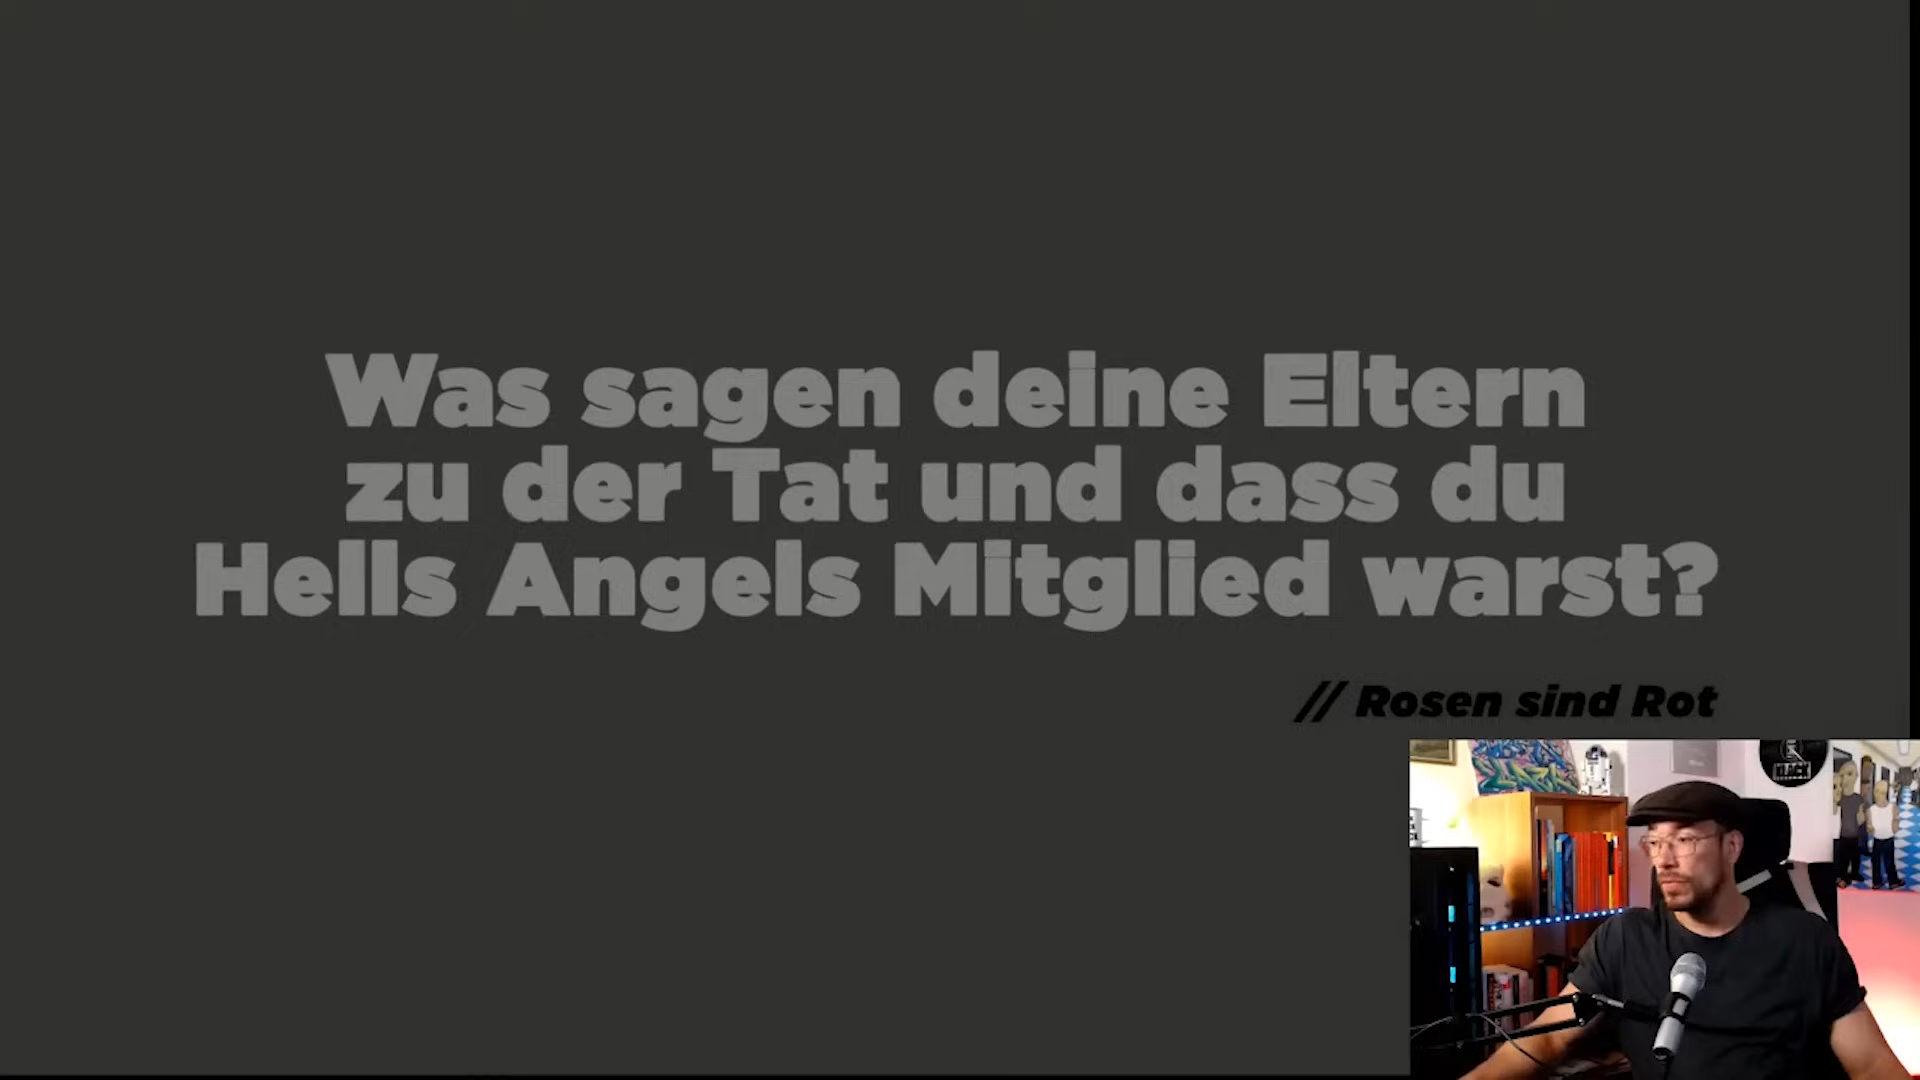 Was sagen deine Eltern
zu der Tat und dass du
Hells Angels Mitglied warst?
// Rosen sind Rot